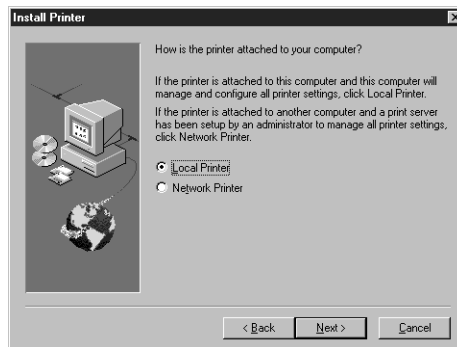 Install Printer
How is the printer attached to your computer?
If the printer is attached to this computer and this computer will
manage and configure all printer settings, click Local Printer.
If the printer is attached to another computer and a print server
has been setup by an administrator to manage all printer settings,
click Network Printer.
Local Printer
Network Printer
< Back
Next >
Cancel